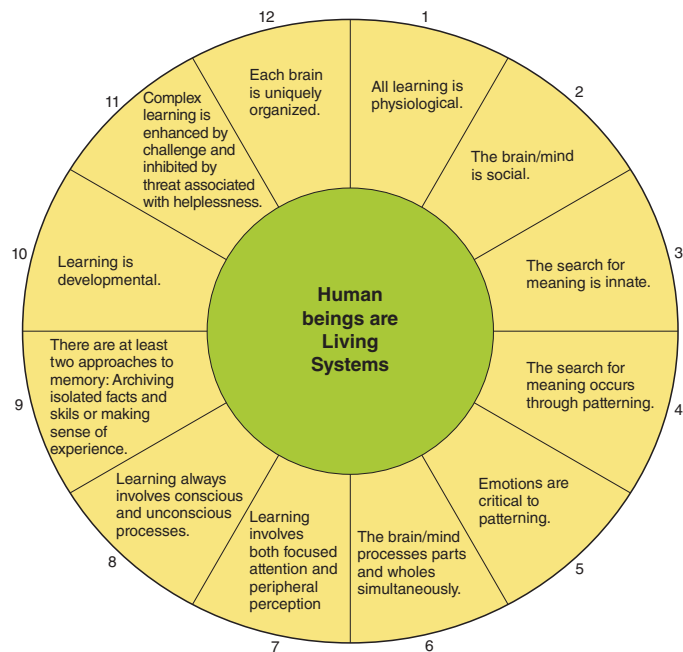 12
Each brain
is uniquely
organized.
1
All learning is
physiological.
2
The brain/mind
is social.
3
The search for
meaning is innate.
4
The search for
meaning occurs
through patterning.
5
Emotions are
critical to
patterning.
6
The brain/mind
processes parts
and wholes
simultaneously.
7
Learning
involves
both focused
attention and
peripheral
perception
8
Learning always
involves conscious
and unconscious
processes.
9
There are at least
two approaches to
memory: Archiving
isolated facts and
skils or making
sense of
experience.
10
Learning is
developmental.
11
Complex
learning is
enhanced by
challenge and
inhibited by
threat associated
with helplessness.
Human
beings are
Living
Systems